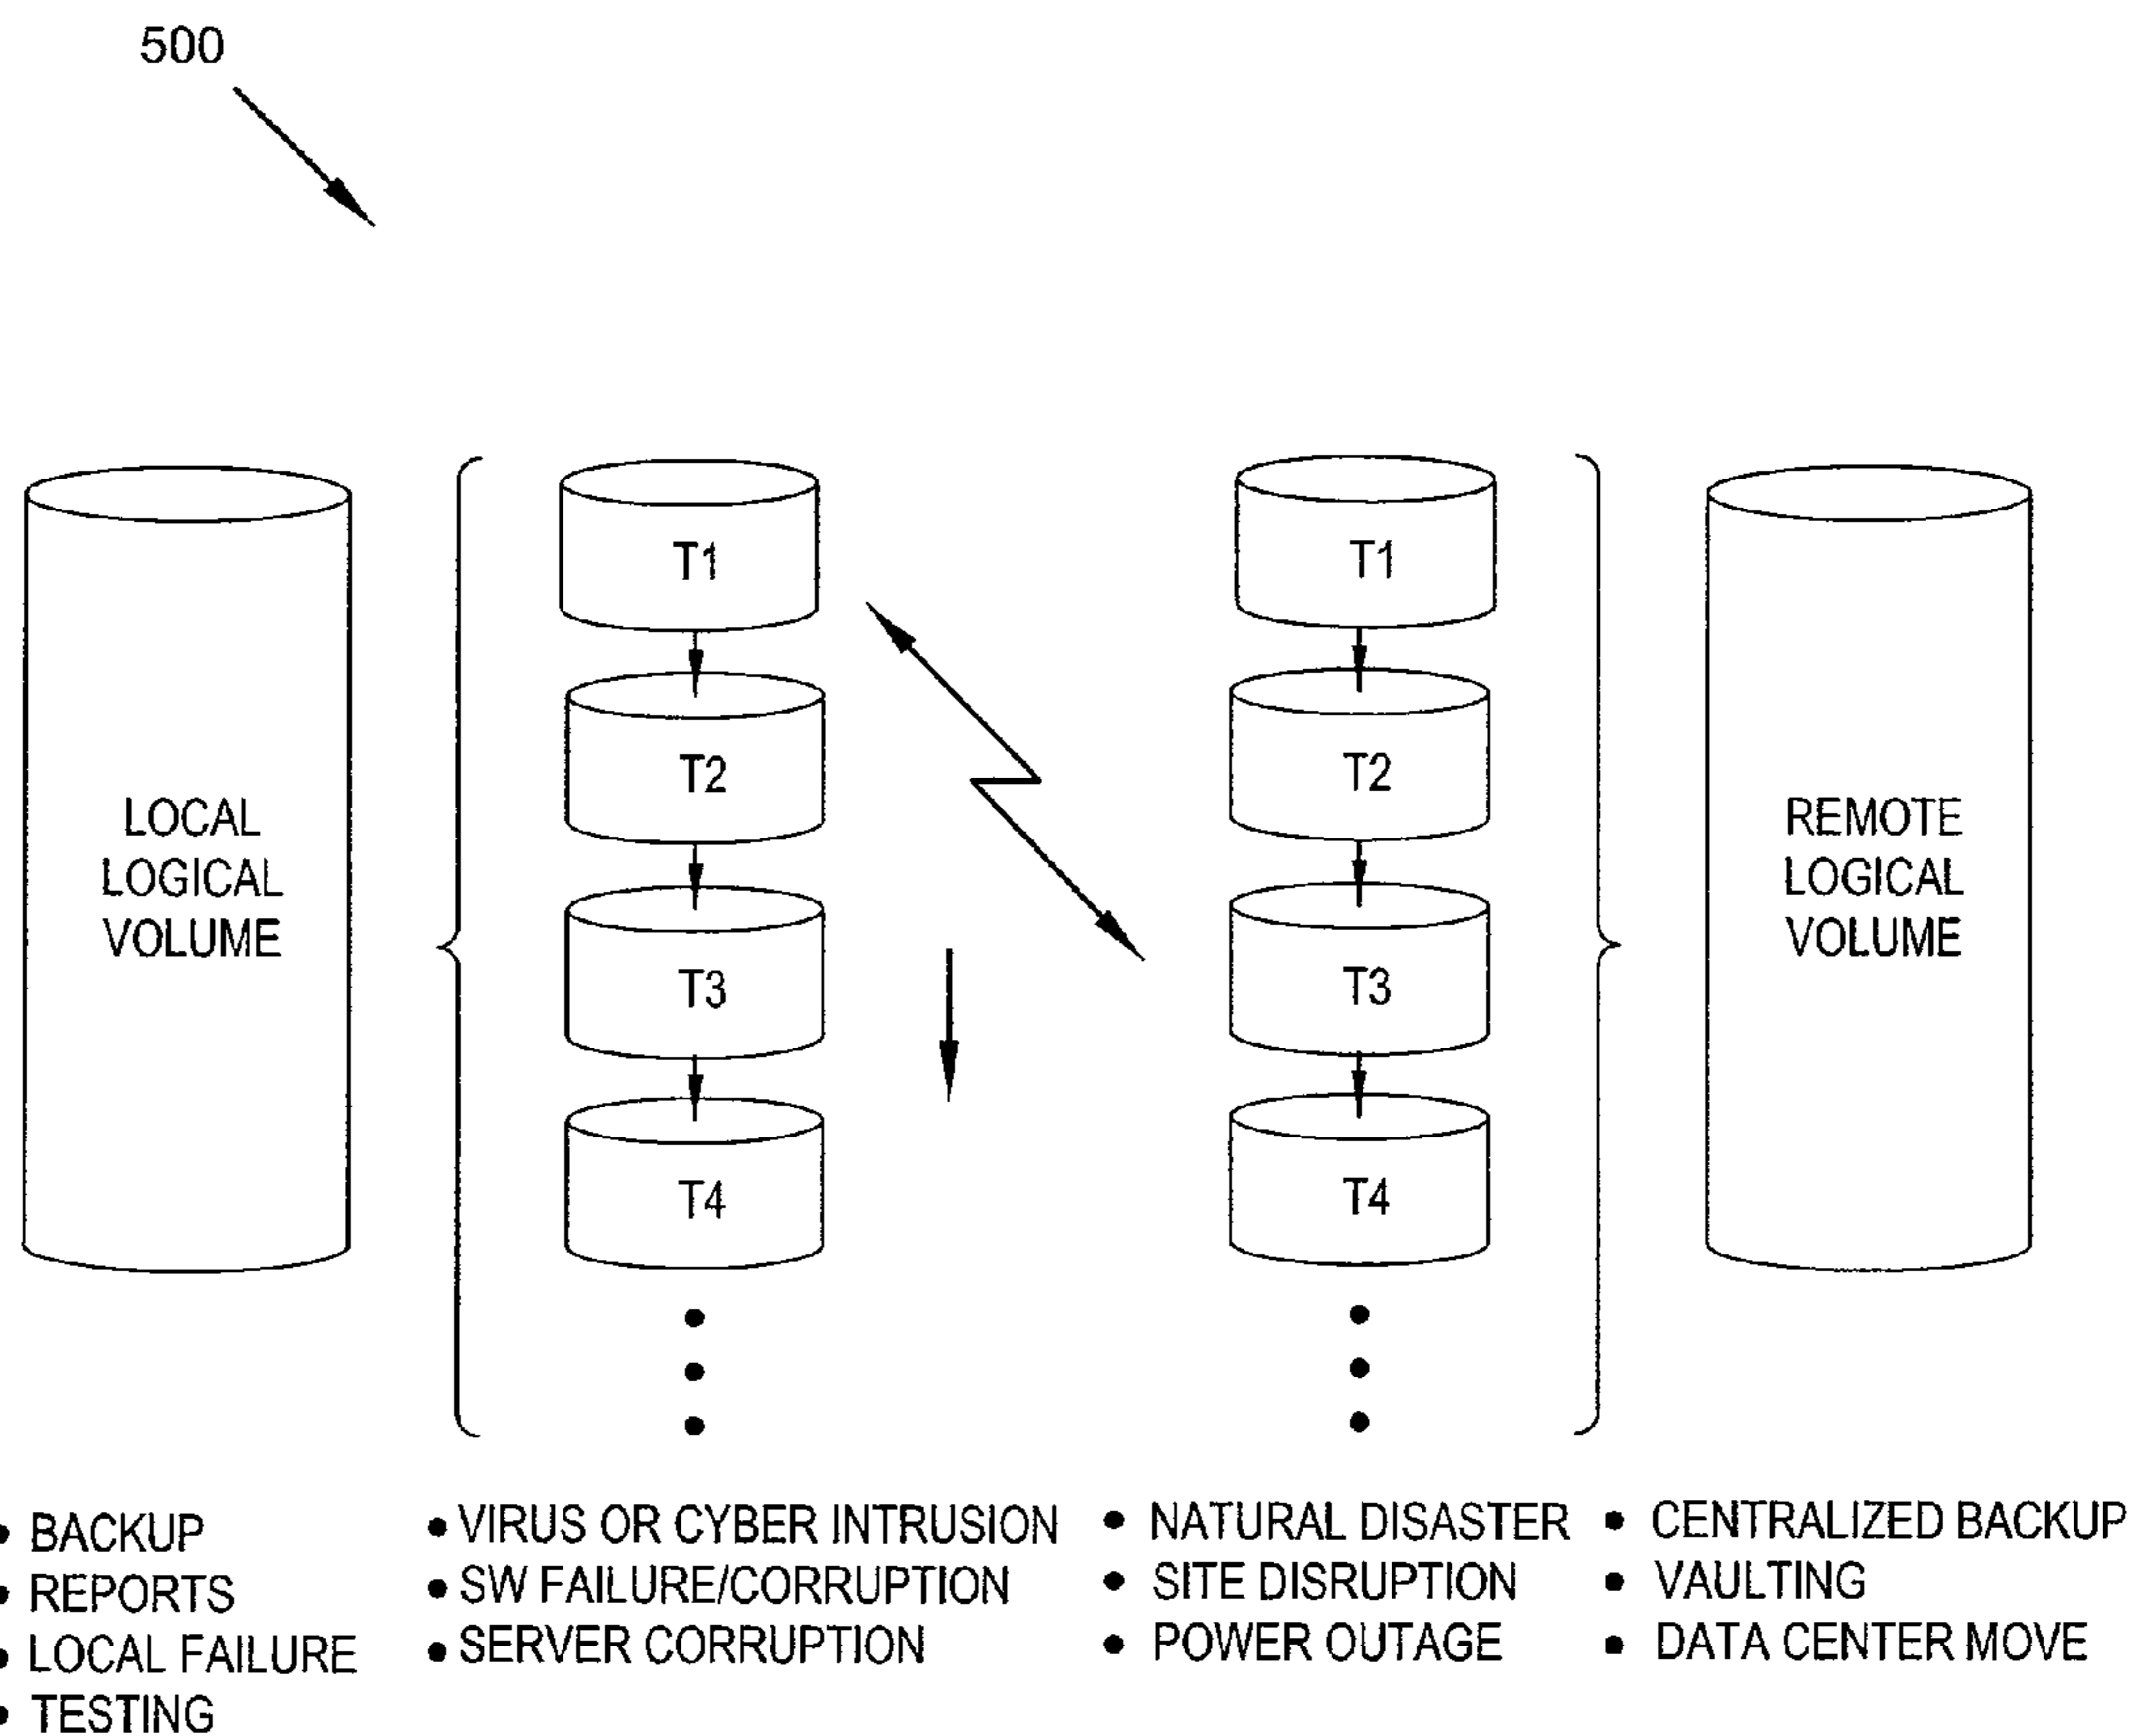 500
LOCAL
LOGICAL
VOLUME
T1
T2
T3
T4
T1
T2
T3
T4
REMOTE
LOGICAL
VOLUME
• BACKUP
• REPORTS
• LOCAL FAILURE
• TESTING
• VIRUS OR CYBER INTRUSION
• SW FAILURE/CORRUPTION
• SERVER CORRUPTION
• NATURAL DISASTER
• SITE DISRUPTION
• POWER OUTAGE
• CENTRALIZED BACKUP
• VAULTING
• DATA CENTER MOVE